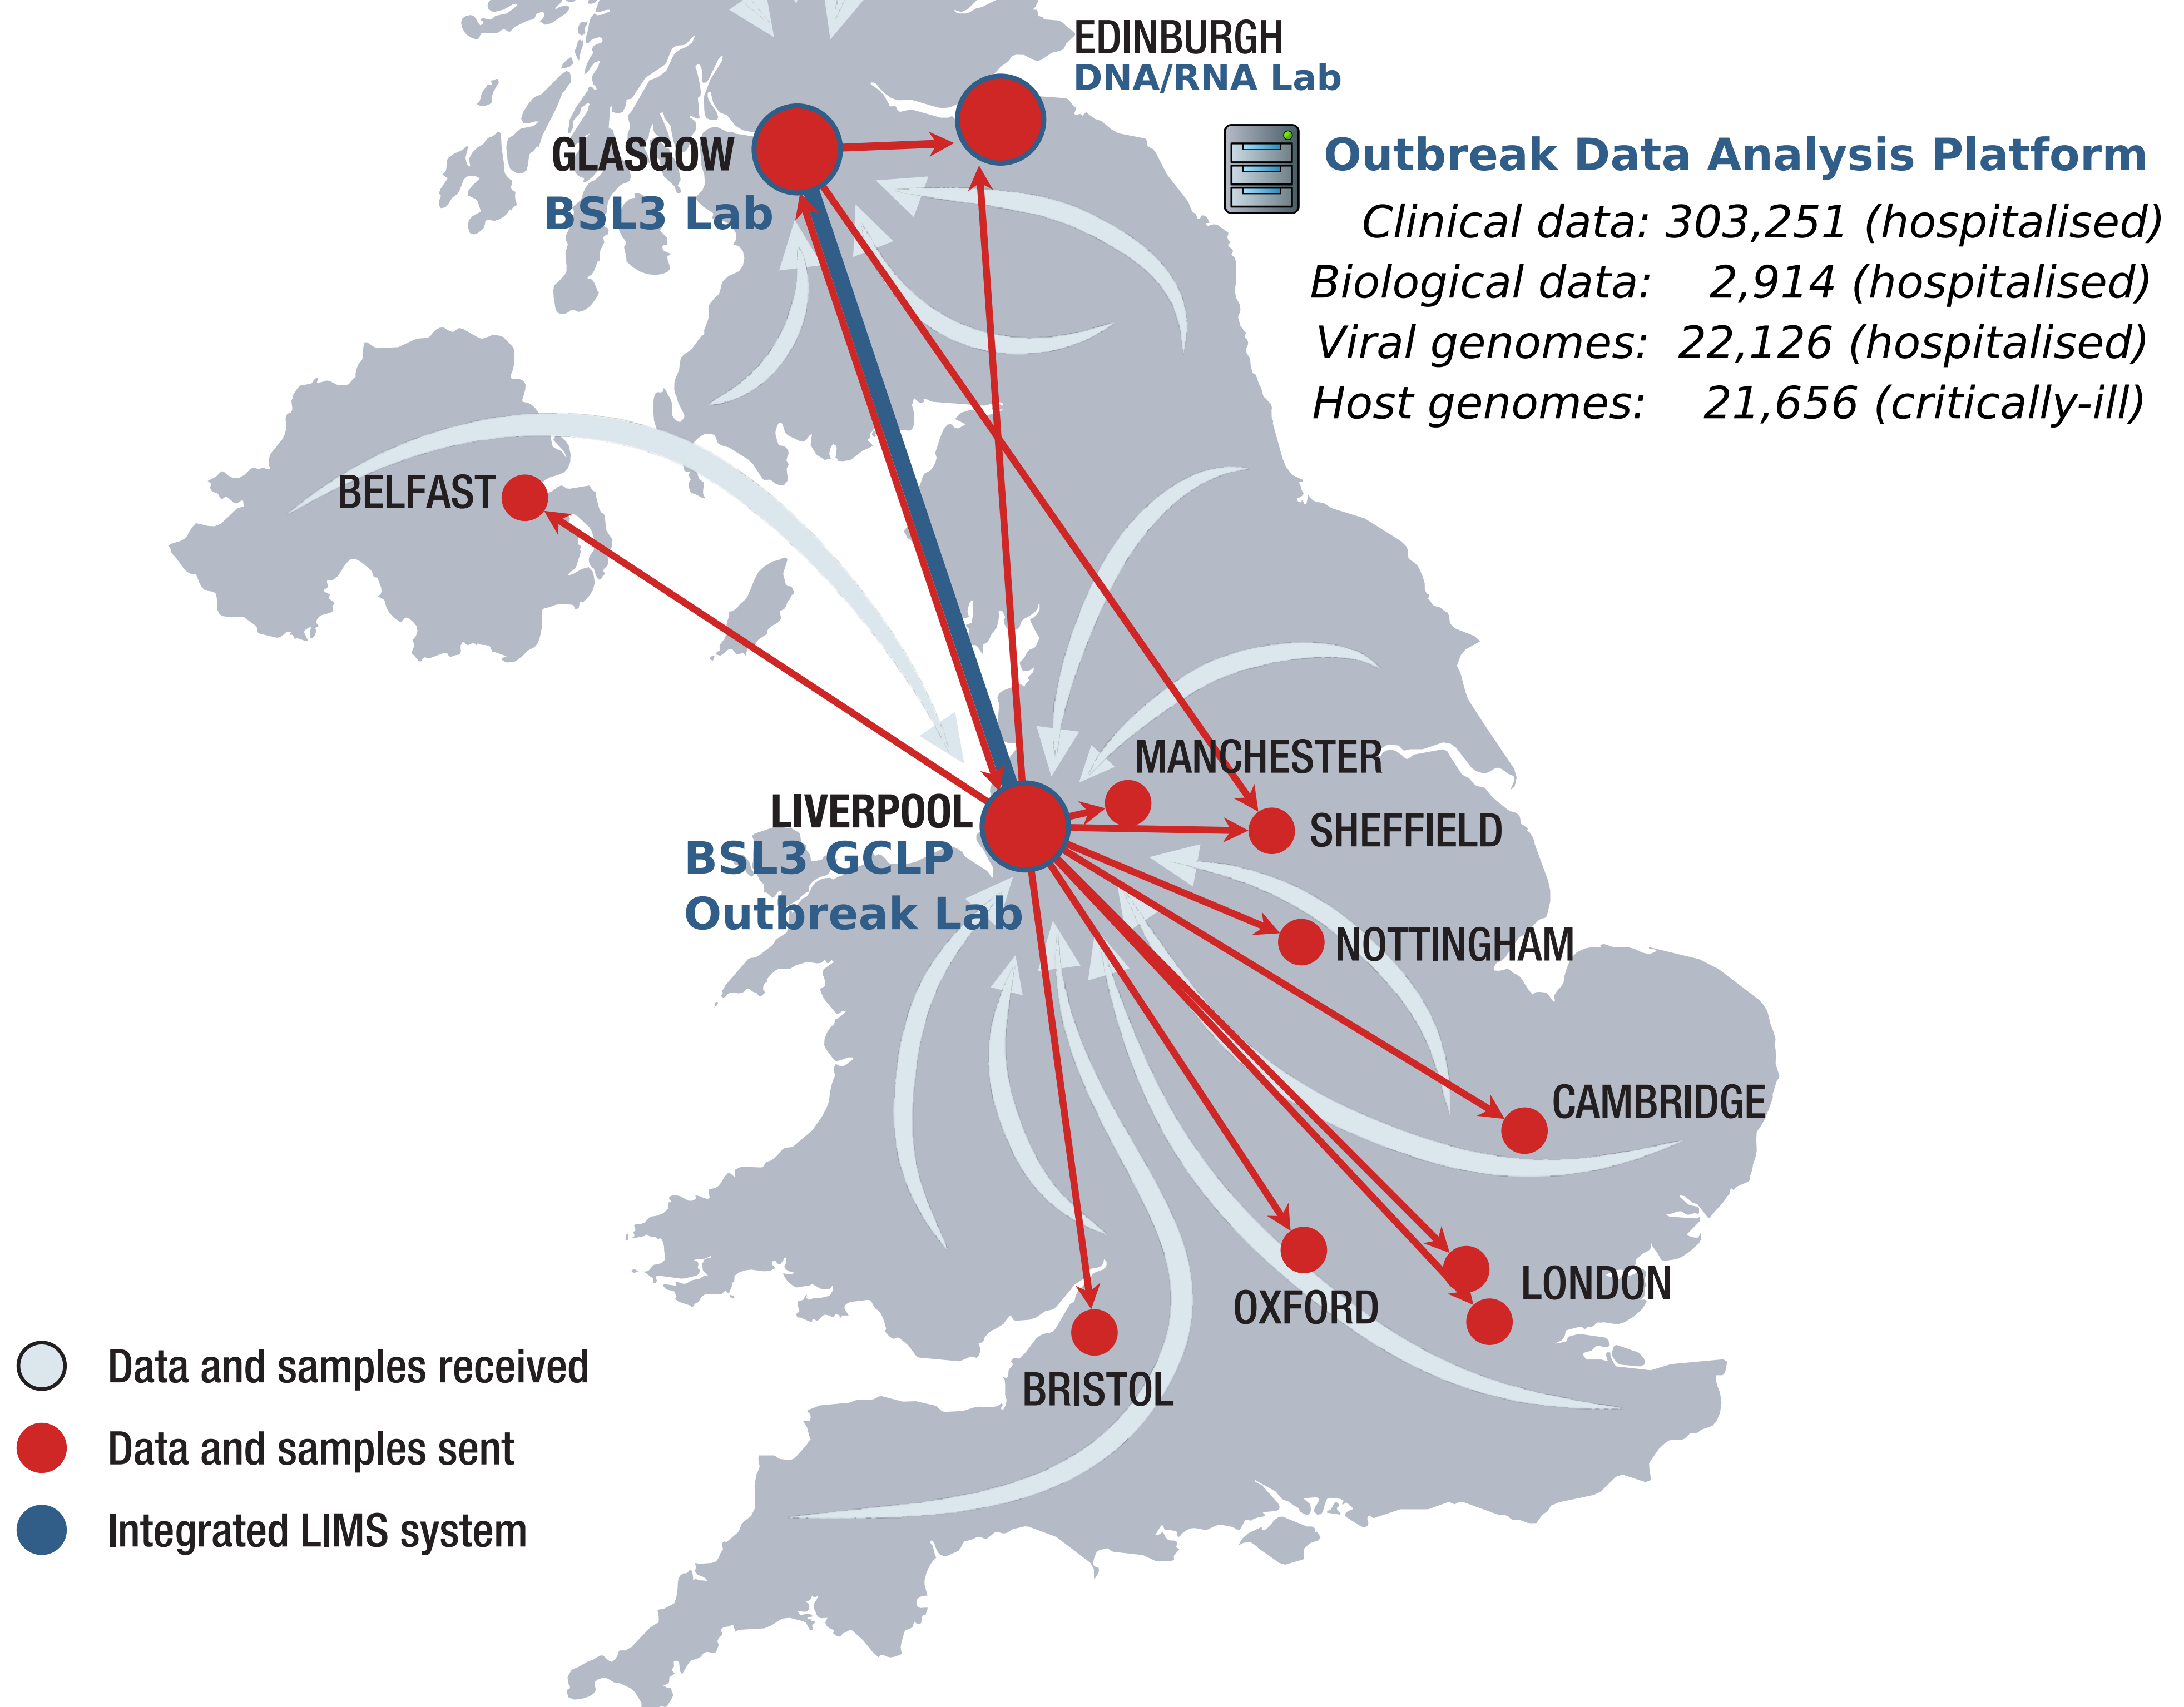 EDINBURGH
DNA/RNA Lab
GLASGOW
BSL3 Lab
Outbreak Data Analysis Platform
Clinical data: 303,251 (hospitalised)
Biological data: 2,914 (hospitalised)
Viral genomes: 22,126 (hospitalised)
Host genomes: 21,656 (critically-ill)
BELFAST
MANCHESTER
LIVERPOOL
BSL3 GCLP
Outbreak Lab
SHEFFIELD
NOTTINGHAM
CAMBRIDGE
LONDON
OXFORD
BRISTOL
Data and samples received
Data and samples sent
Integrated LIMS system